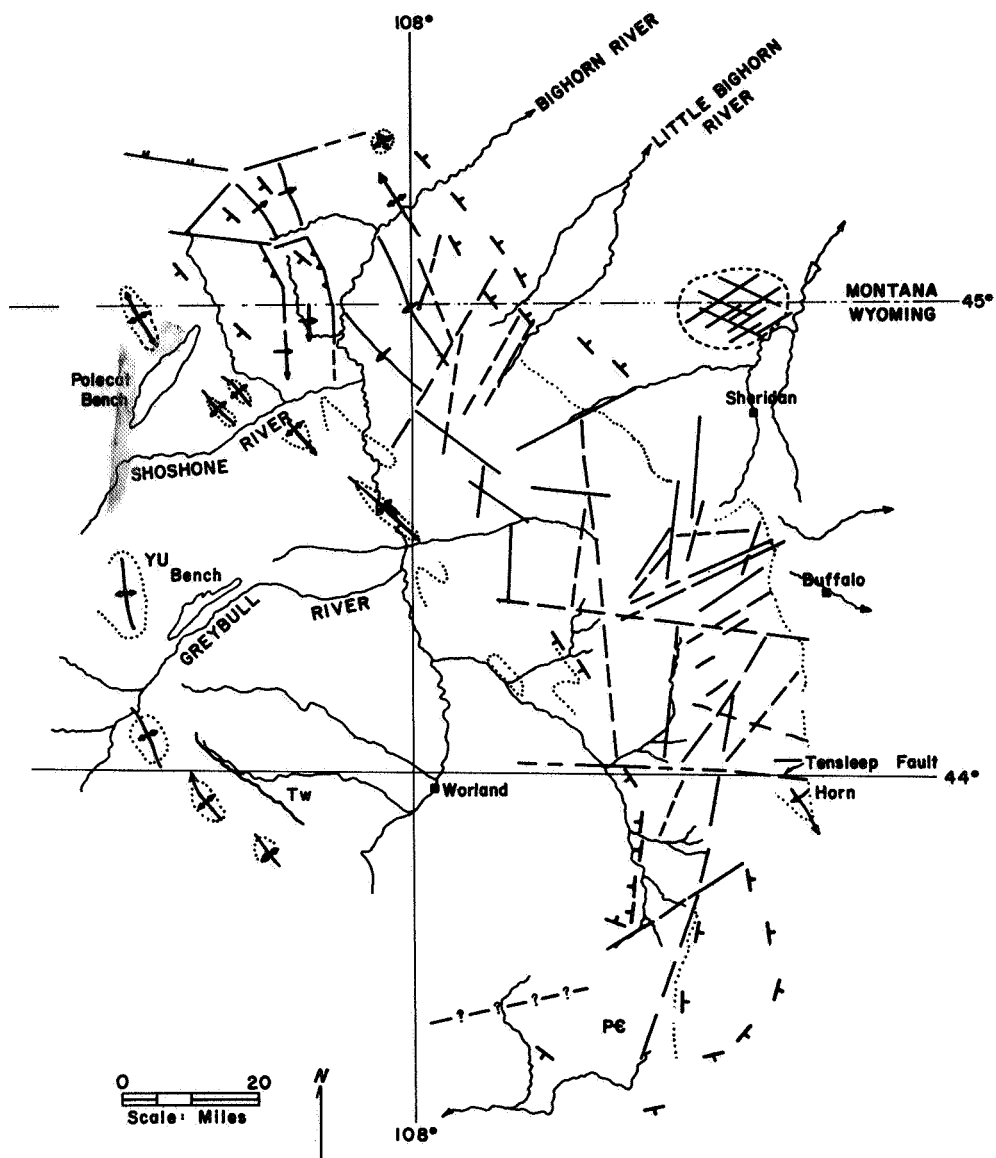 108°
BIGHORN RIVER
LITTLE BIGHORN
RIVER
MONTANA
45°
WYOMING
Polecat
Bench
Sheridan
SHOSHONE
RIVER
YU
Bench
Buffalo
GREYBULL
RIVER
Tensleep Fault
44°
Horn
Tw
Worland
? ? ? ?
P€
0 20
Scale: Miles
N
108°